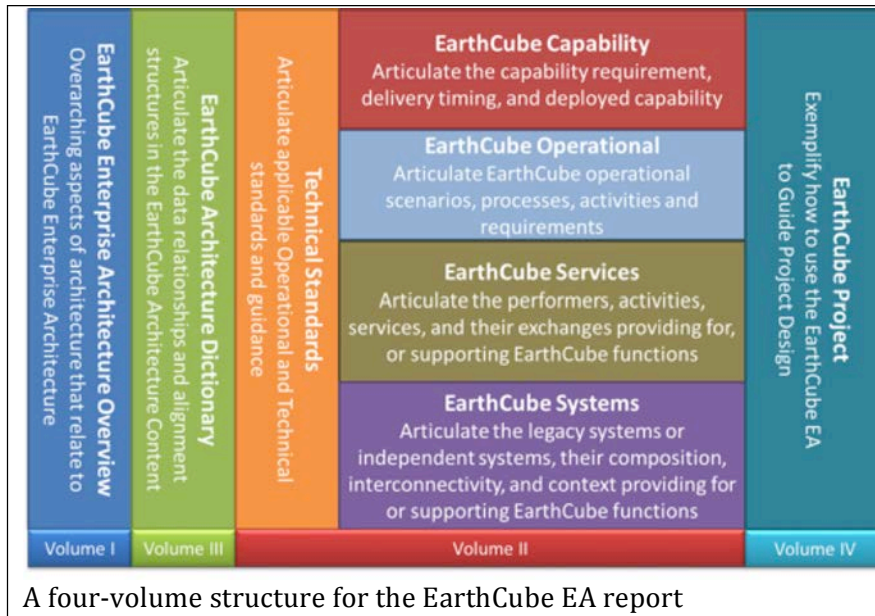 EarthCube Enterprise Architecture Overview
Overarching aspects of architecture that relate to
EarthCube Enterprise Architecture
EarthCube Architecture Dictionary
Articulate the data relationships and alignment
structures in the EarthCube Architecture Content
Technical Standards
Articulate applicable Operational and Technical
standards and guidance
EarthCube Capability
Articulate the capability requirement,
delivery timing, and deployed capability
EarthCube Operational
Articulate EarthCube operational
scenarios, processes, activities and
requirements
EarthCube Services
Articulate the performers, activities,
services, and their exchanges providing for,
or supporting EarthCube functions
EarthCube Systems
Articulate the legacy systems or
independent systems, their composition,
interconnectivity, and context providing for
or supporting EarthCube functions
EarthCube Project
Exemplify how to use the EarthCube EA
to Guide Project Design
Volume I
Volume III
Volume II
Volume IV
A four-volume structure for the EarthCube EA report